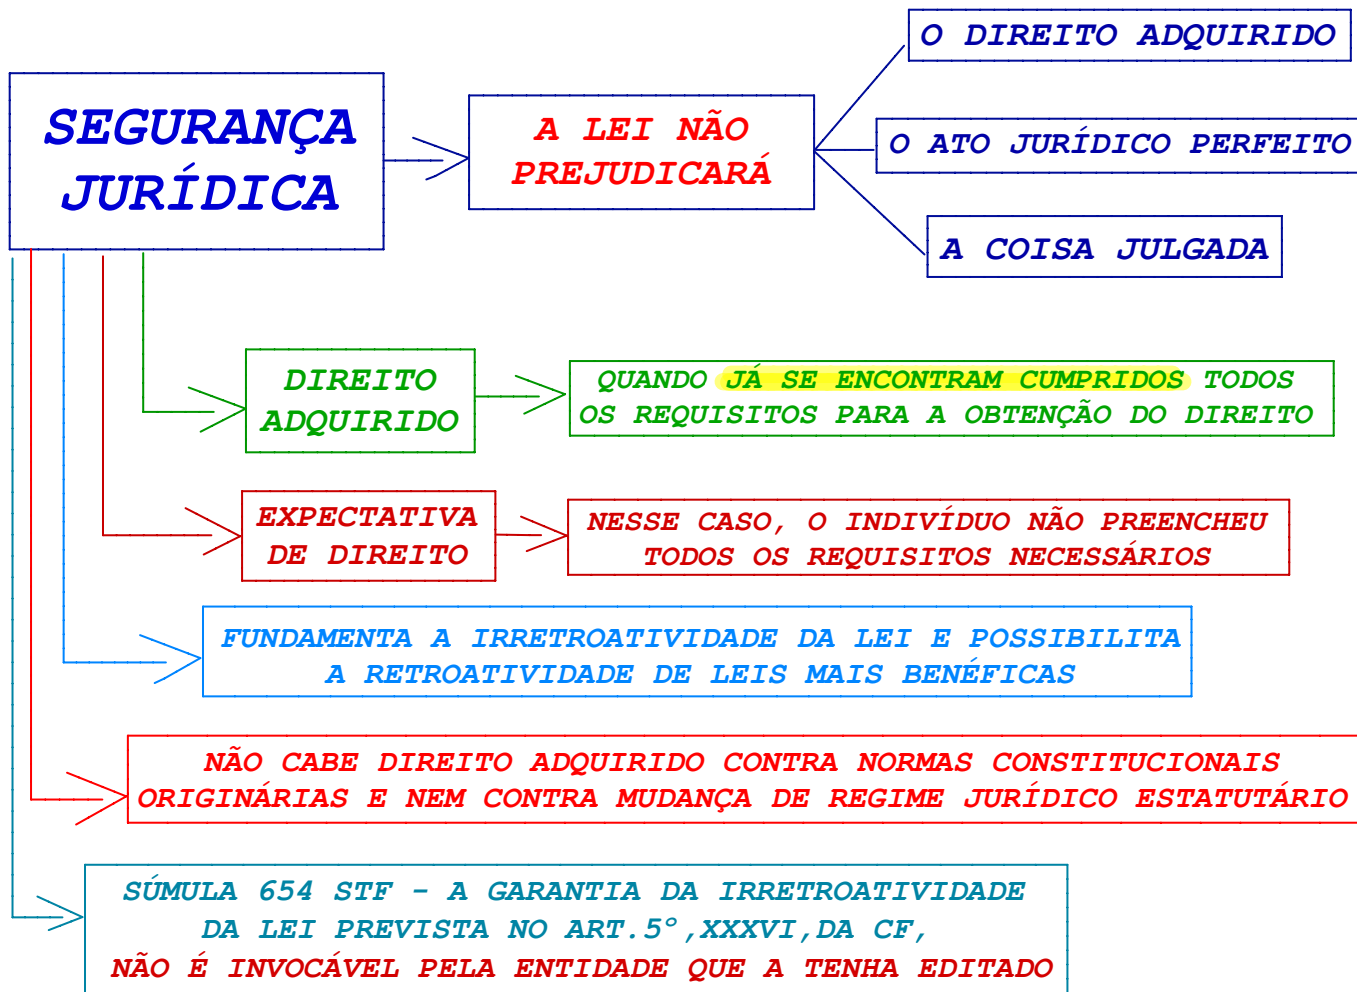 SEGURANÇA
JURÍDICA
A LEI NÃO
PREJUDICARÁ
O DIREITO ADQUIRIDO
O ATO JURÍDICO PERFEITO
A COISA JULGADA
DIREITO
ADQUIRIDO
QUANDO JÁ SE ENCONTRAM CUMPRIDOS TODOS
OS REQUISITOS PARA A OBTENÇÃO DO DIREITO
EXPECTATIVA
DE DIREITO
NESSE CASO, O INDIVÍDUO NÃO PREENCHEU
TODOS OS REQUISITOS NECESSÁRIOS
FUNDAMENTA A IRRETROATIVIDADE DA LEI E POSSIBILITA
A RETROATIVIDADE DE LEIS MAIS BENÉFICAS
NÃO CABE DIREITO ADQUIRIDO CONTRA NORMAS CONSTITUCIONAIS
ORIGINÁRIAS E NEM CONTRA MUDANÇA DE REGIME JURÍDICO ESTATUTÁRIO
SÚMULA 654 STF - A GARANTIA DA IRRETROATIVIDADE
DA LEI PREVISTA NO ART.5º,XXXVI,DA CF,
NÃO É INVOCÁVEL PELA ENTIDADE QUE A TENHA EDITADO